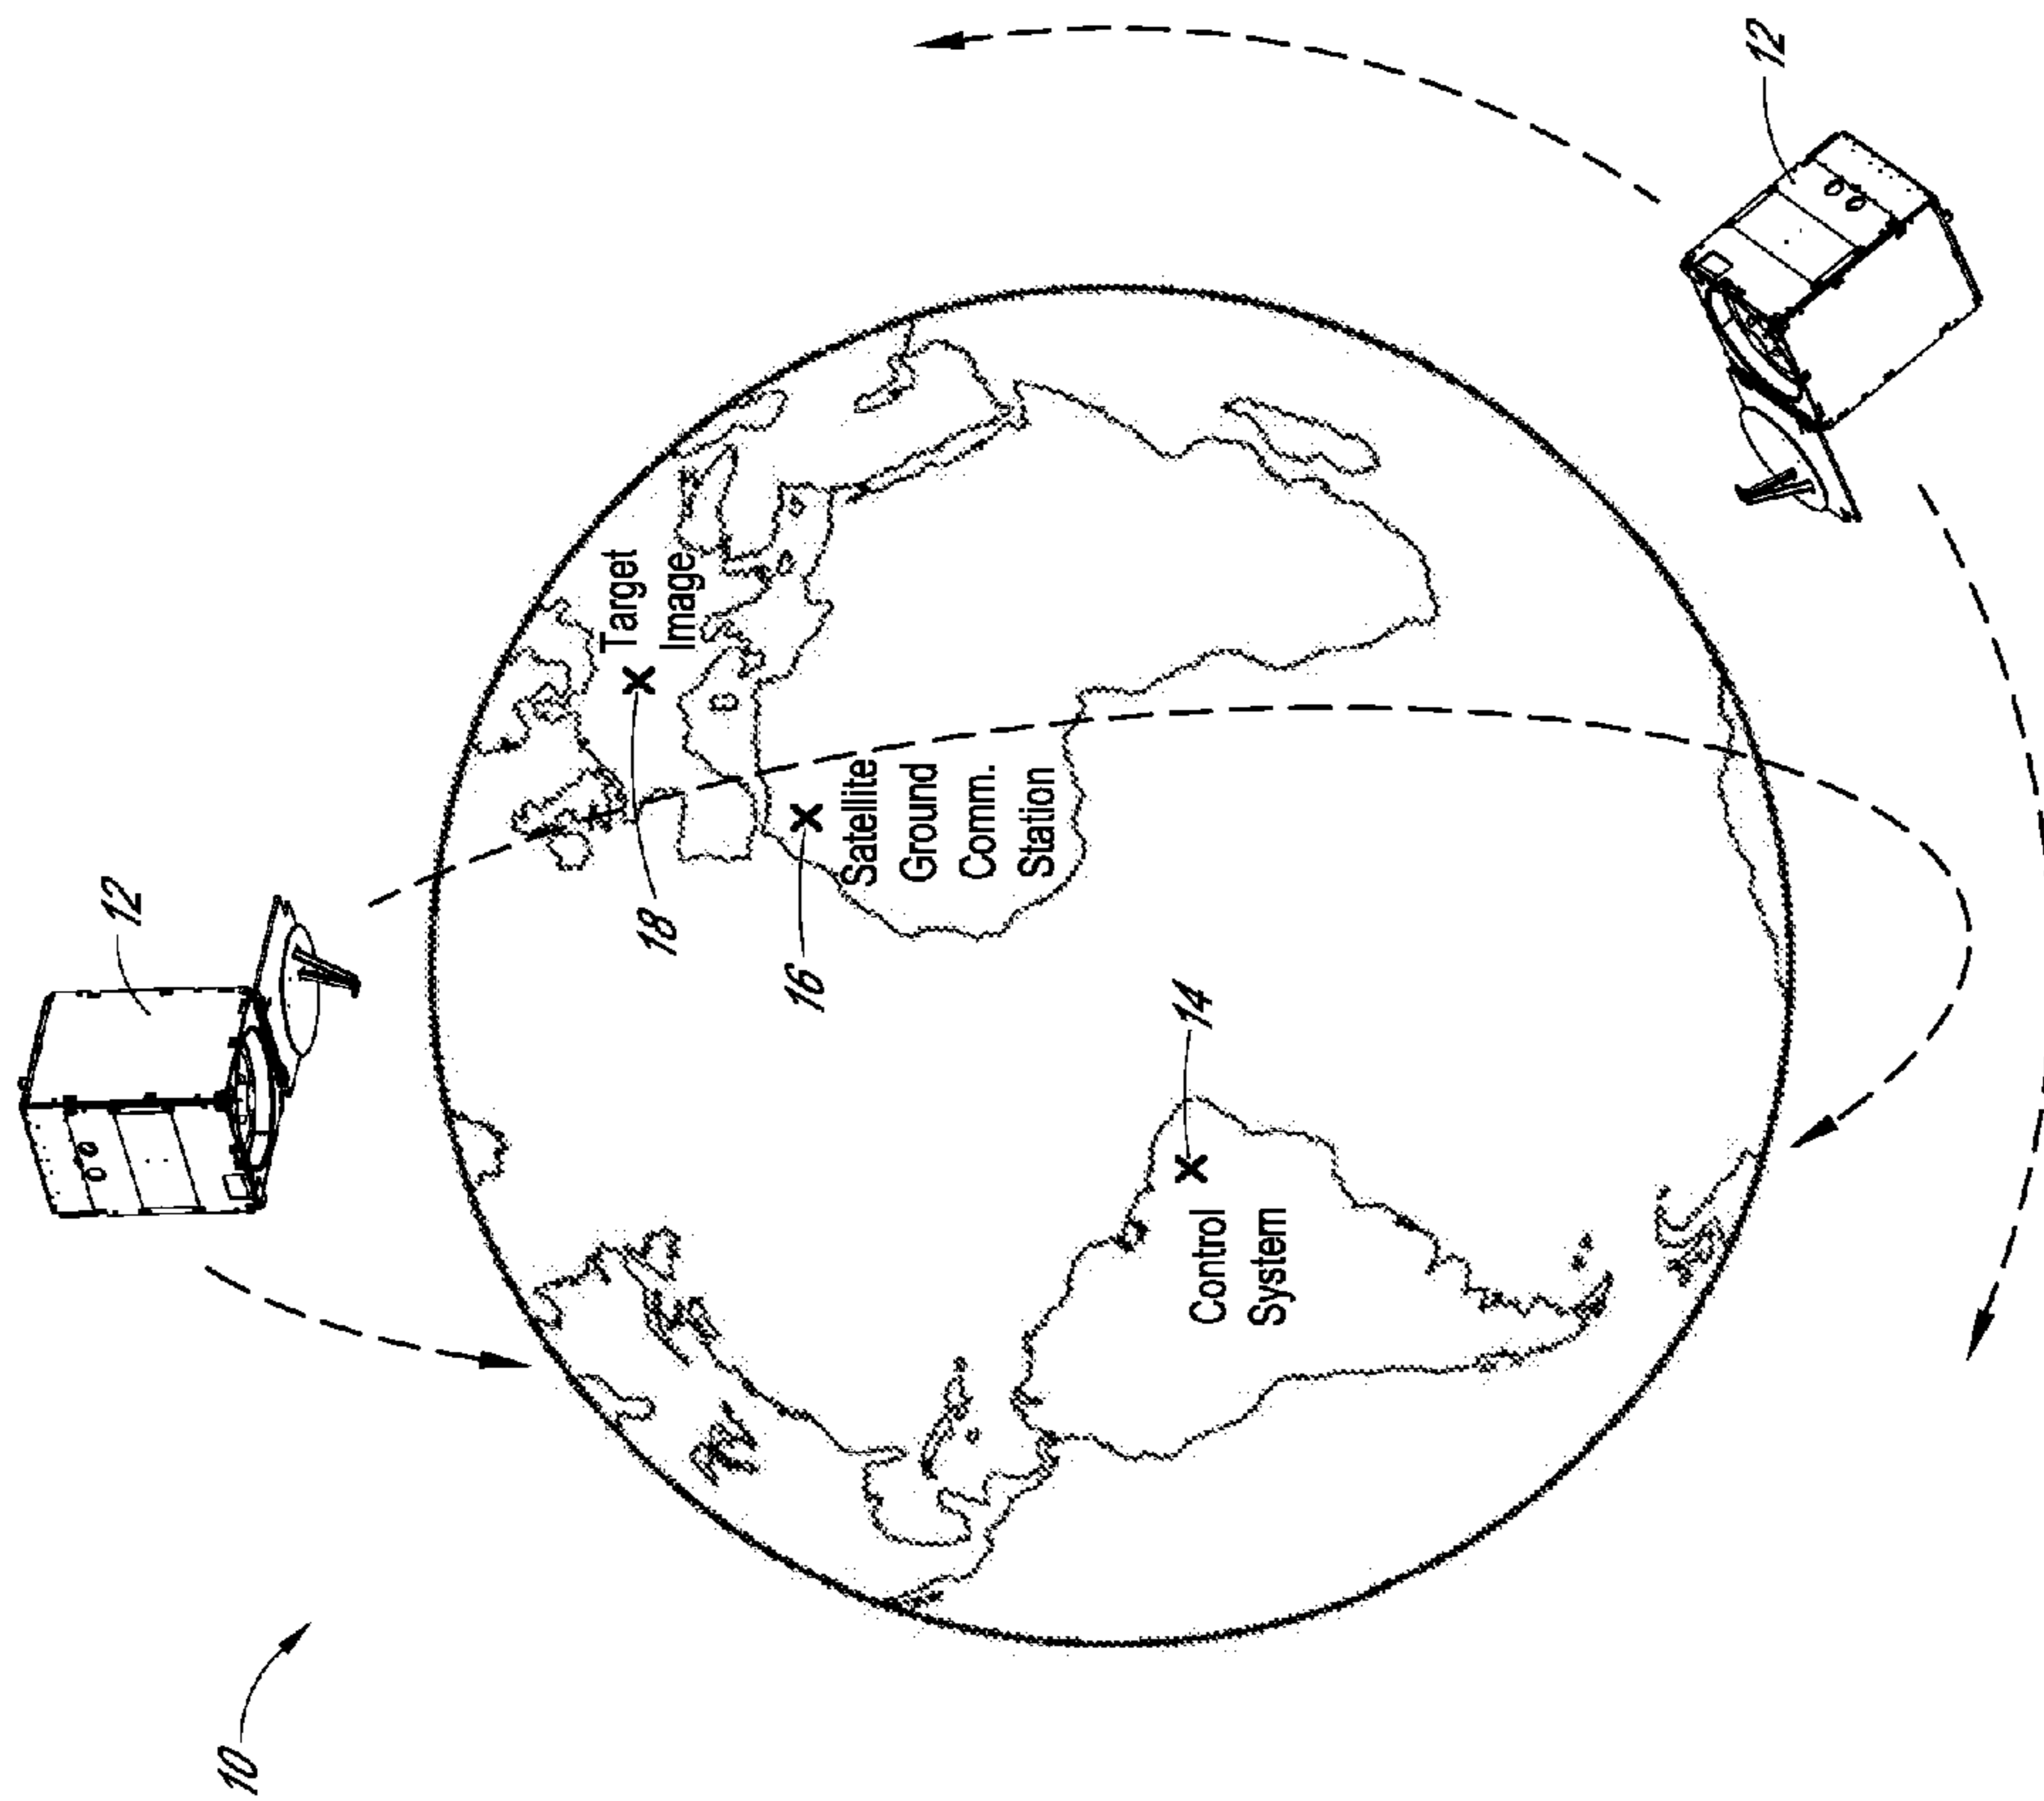 12
12
18
Target
Image
16
Satellite
Ground
Comm.
Station
14
Control
System
10